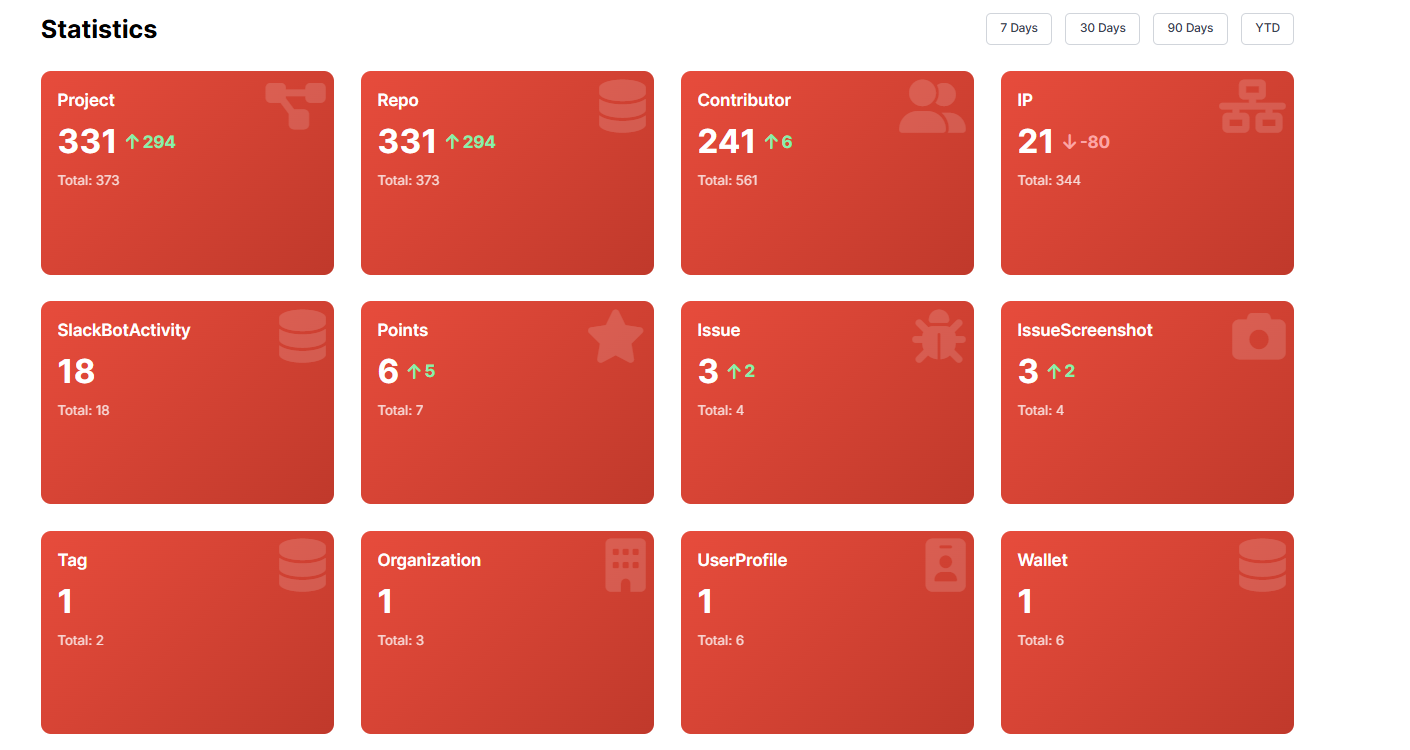 Statistics
7 Days
30 Days
90 Days
YTD
Project
331 ↑294
Total: 373
Repo
331 ↑294
Total: 373
Contributor
241 ↑6
Total: 561
IP
21 ↓-80
Total: 344
SlackBotActivity
18
Total: 18
Points
6 ↑5
Total: 7
Issue
3 ↑2
Total: 4
IssueScreenshot
3 ↑2
Total: 4
Tag
1
Total: 2
Organization
1
Total: 3
UserProfile
1
Total: 6
Wallet
1
Total: 6